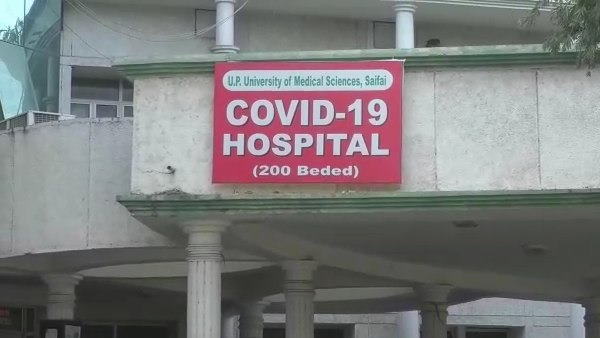 U.P. University of Medical Sciences, Saifai
COVID-19
HOSPITAL
(200 Beded)